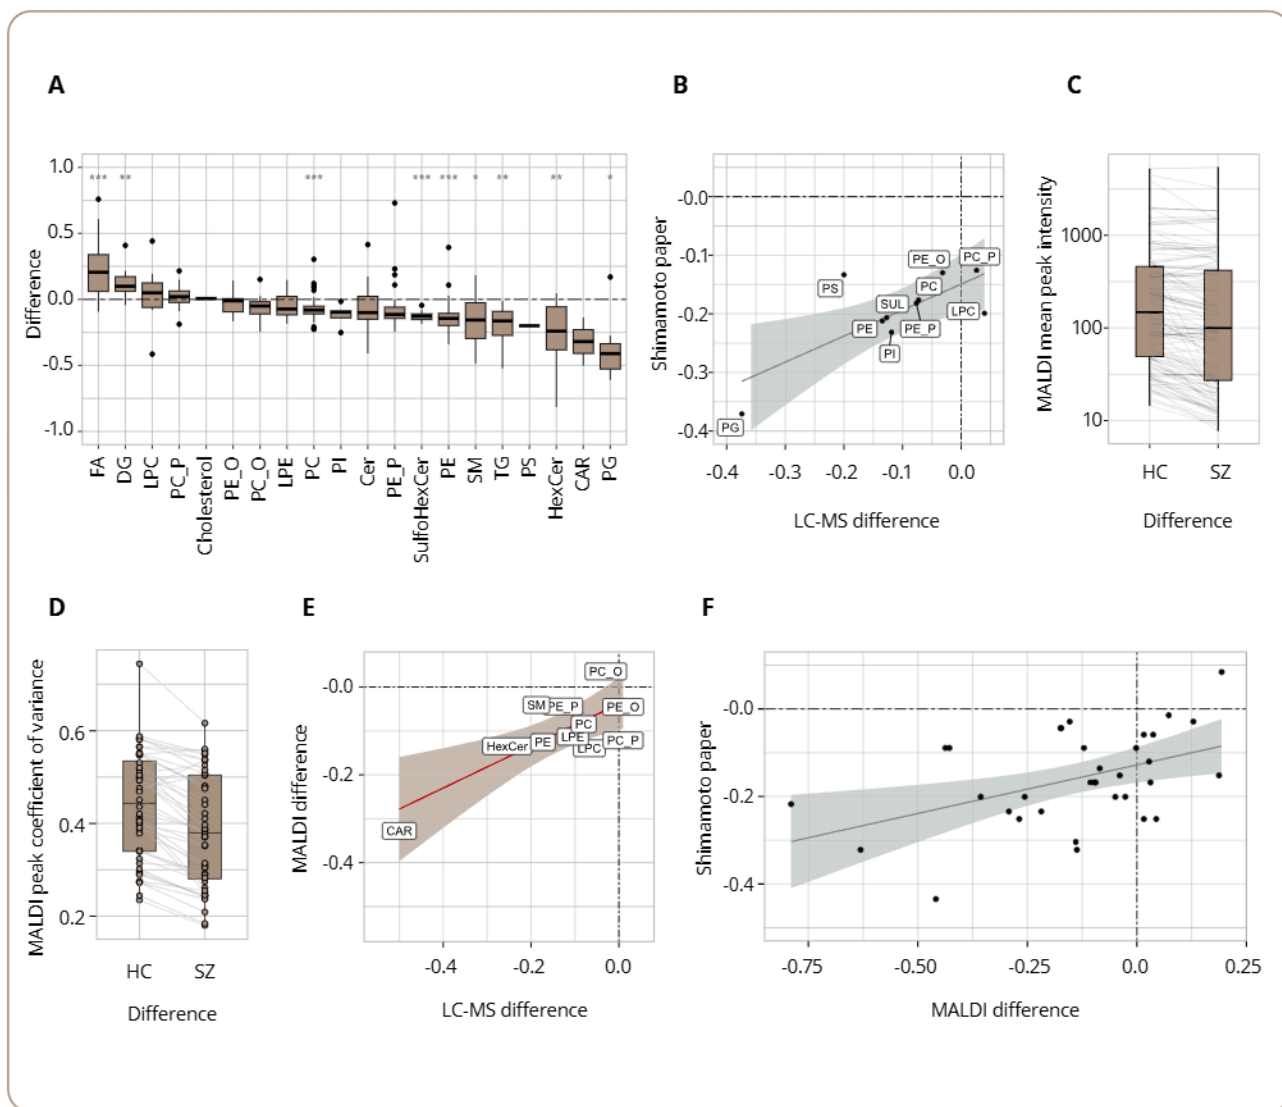 A
B
C
1.0
0.5
0.0
-0.5
-1.0
Difference
*** ** *** *** *** * ** ** *
FA DG LPC PC_P Cholesterol PE_O PC_O LPE PC PI Cer PE_P SulfoHexCer PE SM TG PS HexCer CAR PG
Shimamoto paper
-0.0
-0.1
-0.2
-0.3
-0.4
PE_O PC_P
PS PC
SUL LPC
PE PE_P
PI
PG
-0.4 -0.3 -0.2 -0.1 0.0
LC-MS difference
MALDI mean peak intensity
1000
100
10
HC SZ
Difference
D
E
F
MALDI peak coefficient of variance
0.6
0.4
0.2
HC SZ
Difference
MALDI difference
-0.0
-0.2
-0.4
PC_O
SM PE_P PE_O
PC
HexCer PE LPE LPC PC_P
CAR
-0.4 -0.2 0.0
LC-MS difference
Shimamoto paper
-0.0
-0.2
-0.4
-0.75 -0.50 -0.25 0.0 0.25
MALDI difference